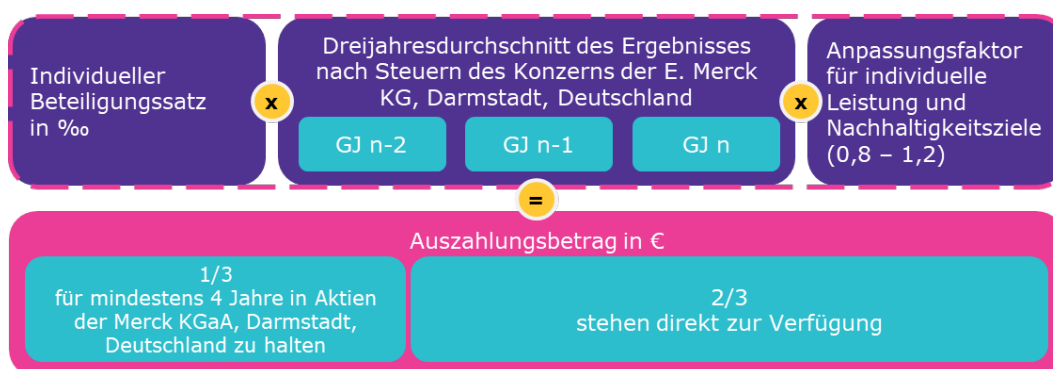 Individueller
Beteiligungssatz
in ‰
x
Dreijahresdurchschnitt des Ergebnisses
nach Steuern des Konzerns der E. Merck
KG, Darmstadt, Deutschland
GJ n-2
GJ n-1
GJ n
x
Anpassungsfaktor
für individuelle
Leistung und
Nachhaltigkeitsziele
(0,8 – 1,2)
=
Auszahlungsbetrag in €
1/3
für mindestens 4 Jahre in Aktien
der Merck KGaA, Darmstadt,
Deutschland zu halten
2/3
stehen direkt zur Verfügung